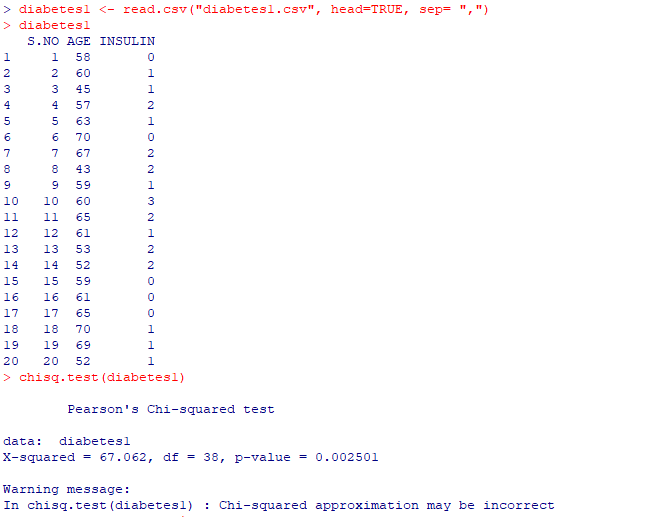 > diabetes1 <- read.csv("diabetes1.csv", head=TRUE, sep= ",")
> diabetes1
   S.NO AGE INSULIN
1     1  58       0
2     2  60       1
3     3  45       1
4     4  57       2
5     5  63       1
6     6  70       0
7     7  67       2
8     8  43       2
9     9  59       1
10   10  60       3
11   11  65       2
12   12  61       1
13   13  53       2
14   14  52       2
15   15  59       0
16   16  61       0
17   17  65       0
18   18  70       1
19   19  69       1
20   20  52       1
> chisq.test(diabetes1)
        Pearson's Chi-squared test
data:  diabetes1
X-squared = 67.062, df = 38, p-value = 0.002501
Warning message:
In chisq.test(diabetes1) : Chi-squared approximation may be incorrect